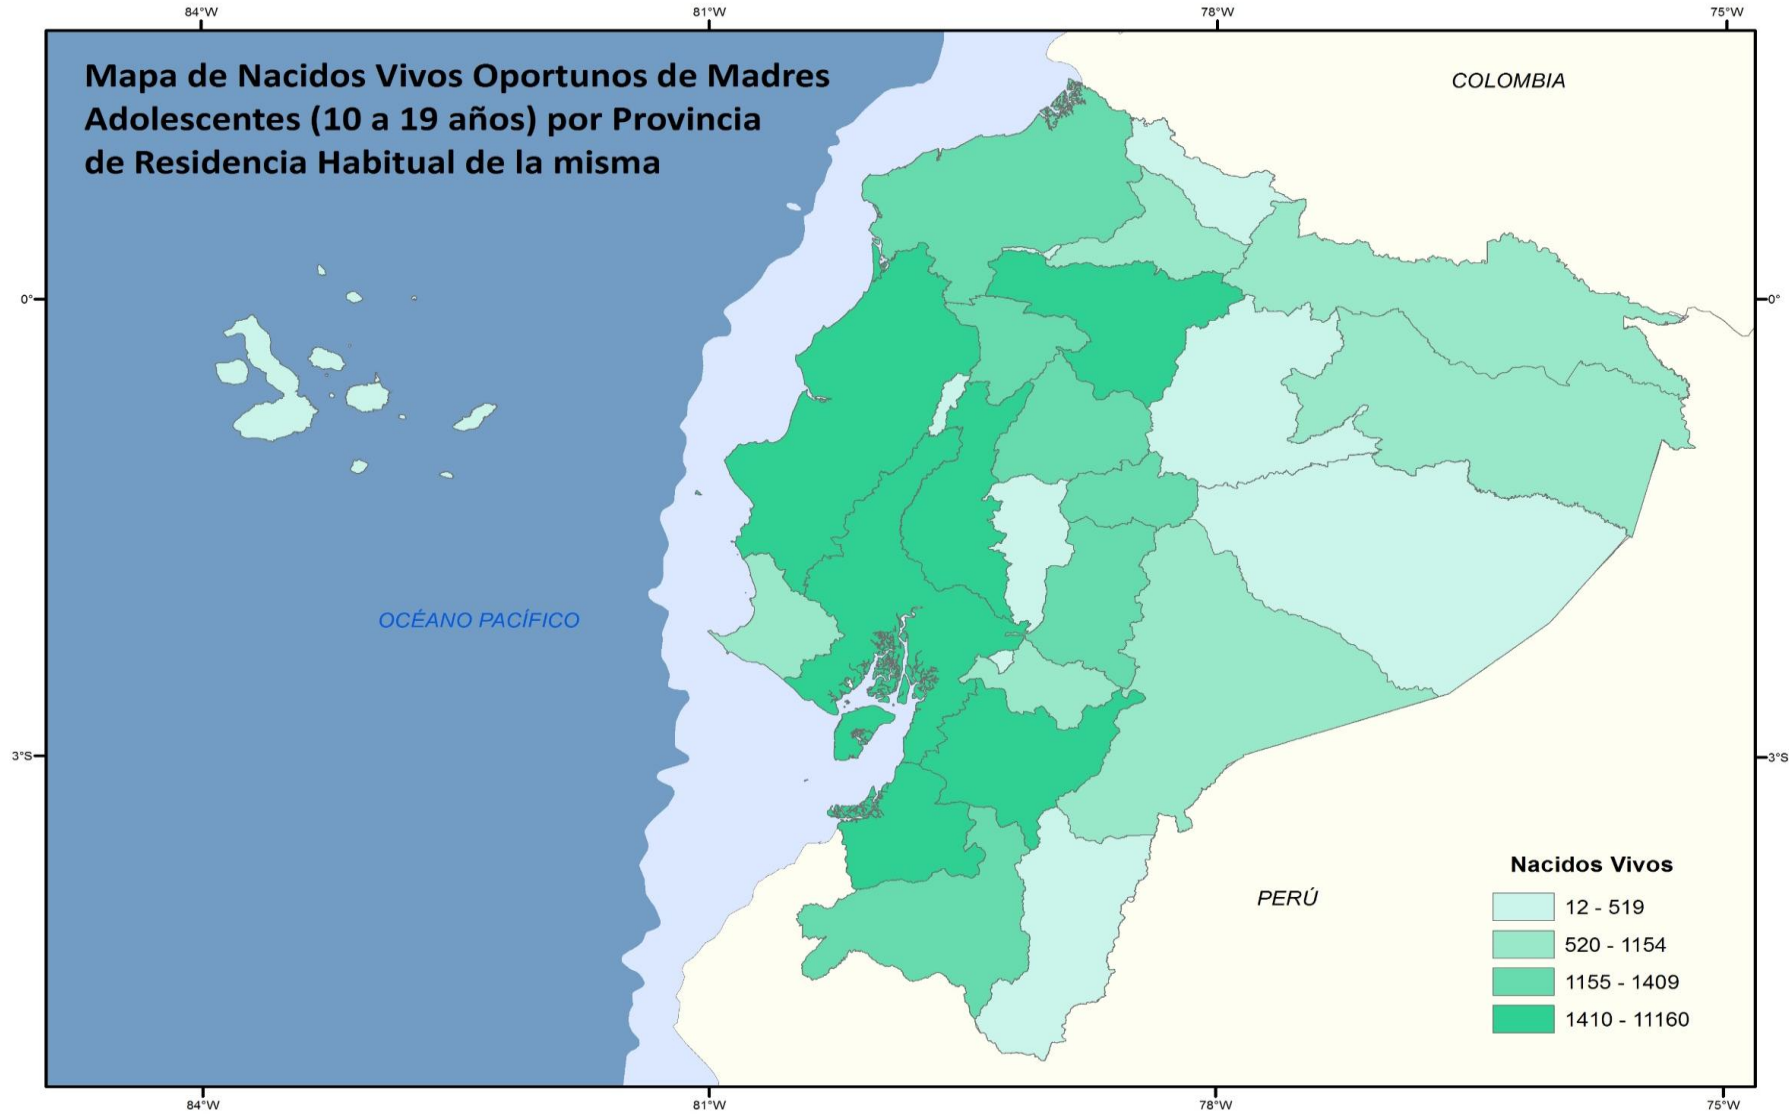 84°W 81°W 78°W 75°W
Mapa de Nacidos Vivos Oportunos de Madres
Adolescentes (10 a 19 años) por Provincia
de Residencia Habitual de la misma
COLOMBIA
0° 0°
OCÉANO PACÍFICO
3°S 3°S
PERÚ
Nacidos Vivos
12 - 519
520 - 1154
1155 - 1409
1410 - 11160
84°W 81°W 78°W 75°W